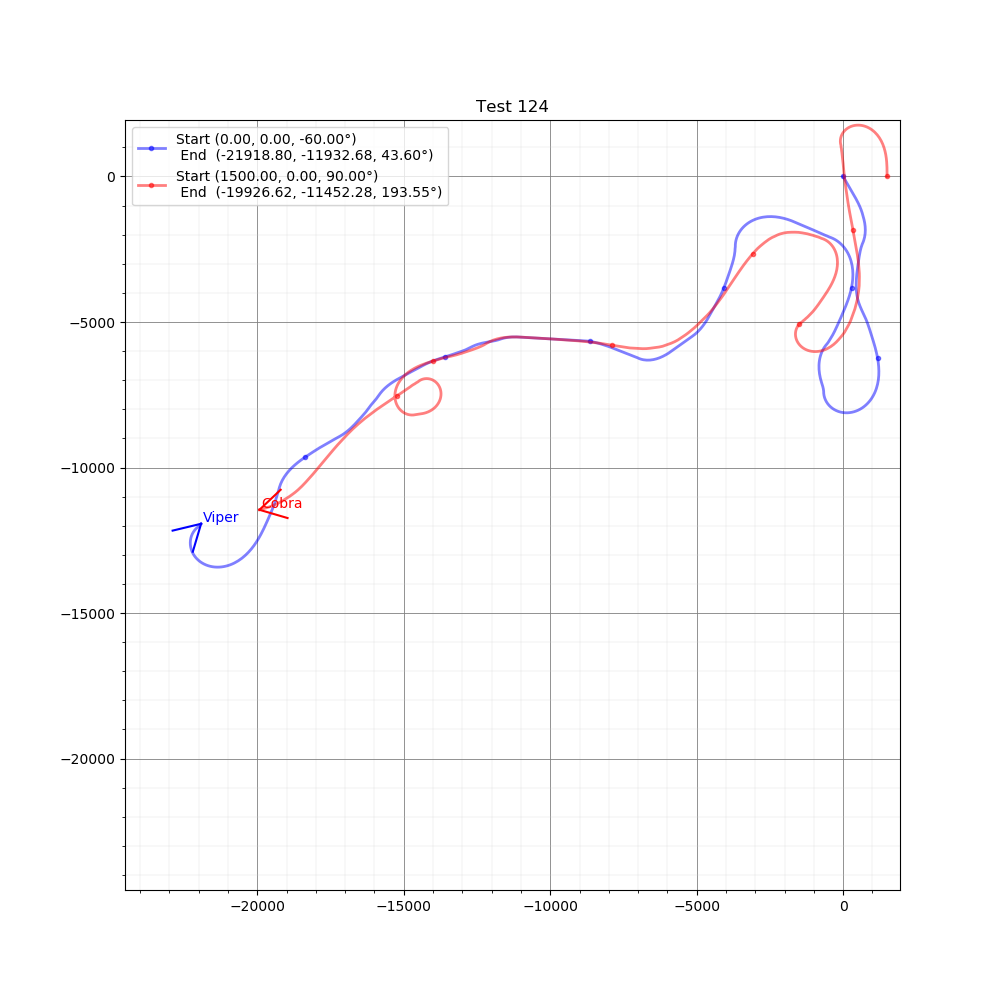 Test 124
Start (0.00, 0.00, -60.00°)
End (-21918.80, -11932.68, 43.60°)
Start (1500.00, 0.00, 90.00°)
End (-19926.62, -11452.28, 193.55°)
0
−5000
−10000
−15000
−20000
Cobra
Viper
−20000 −15000 −10000 −5000 0